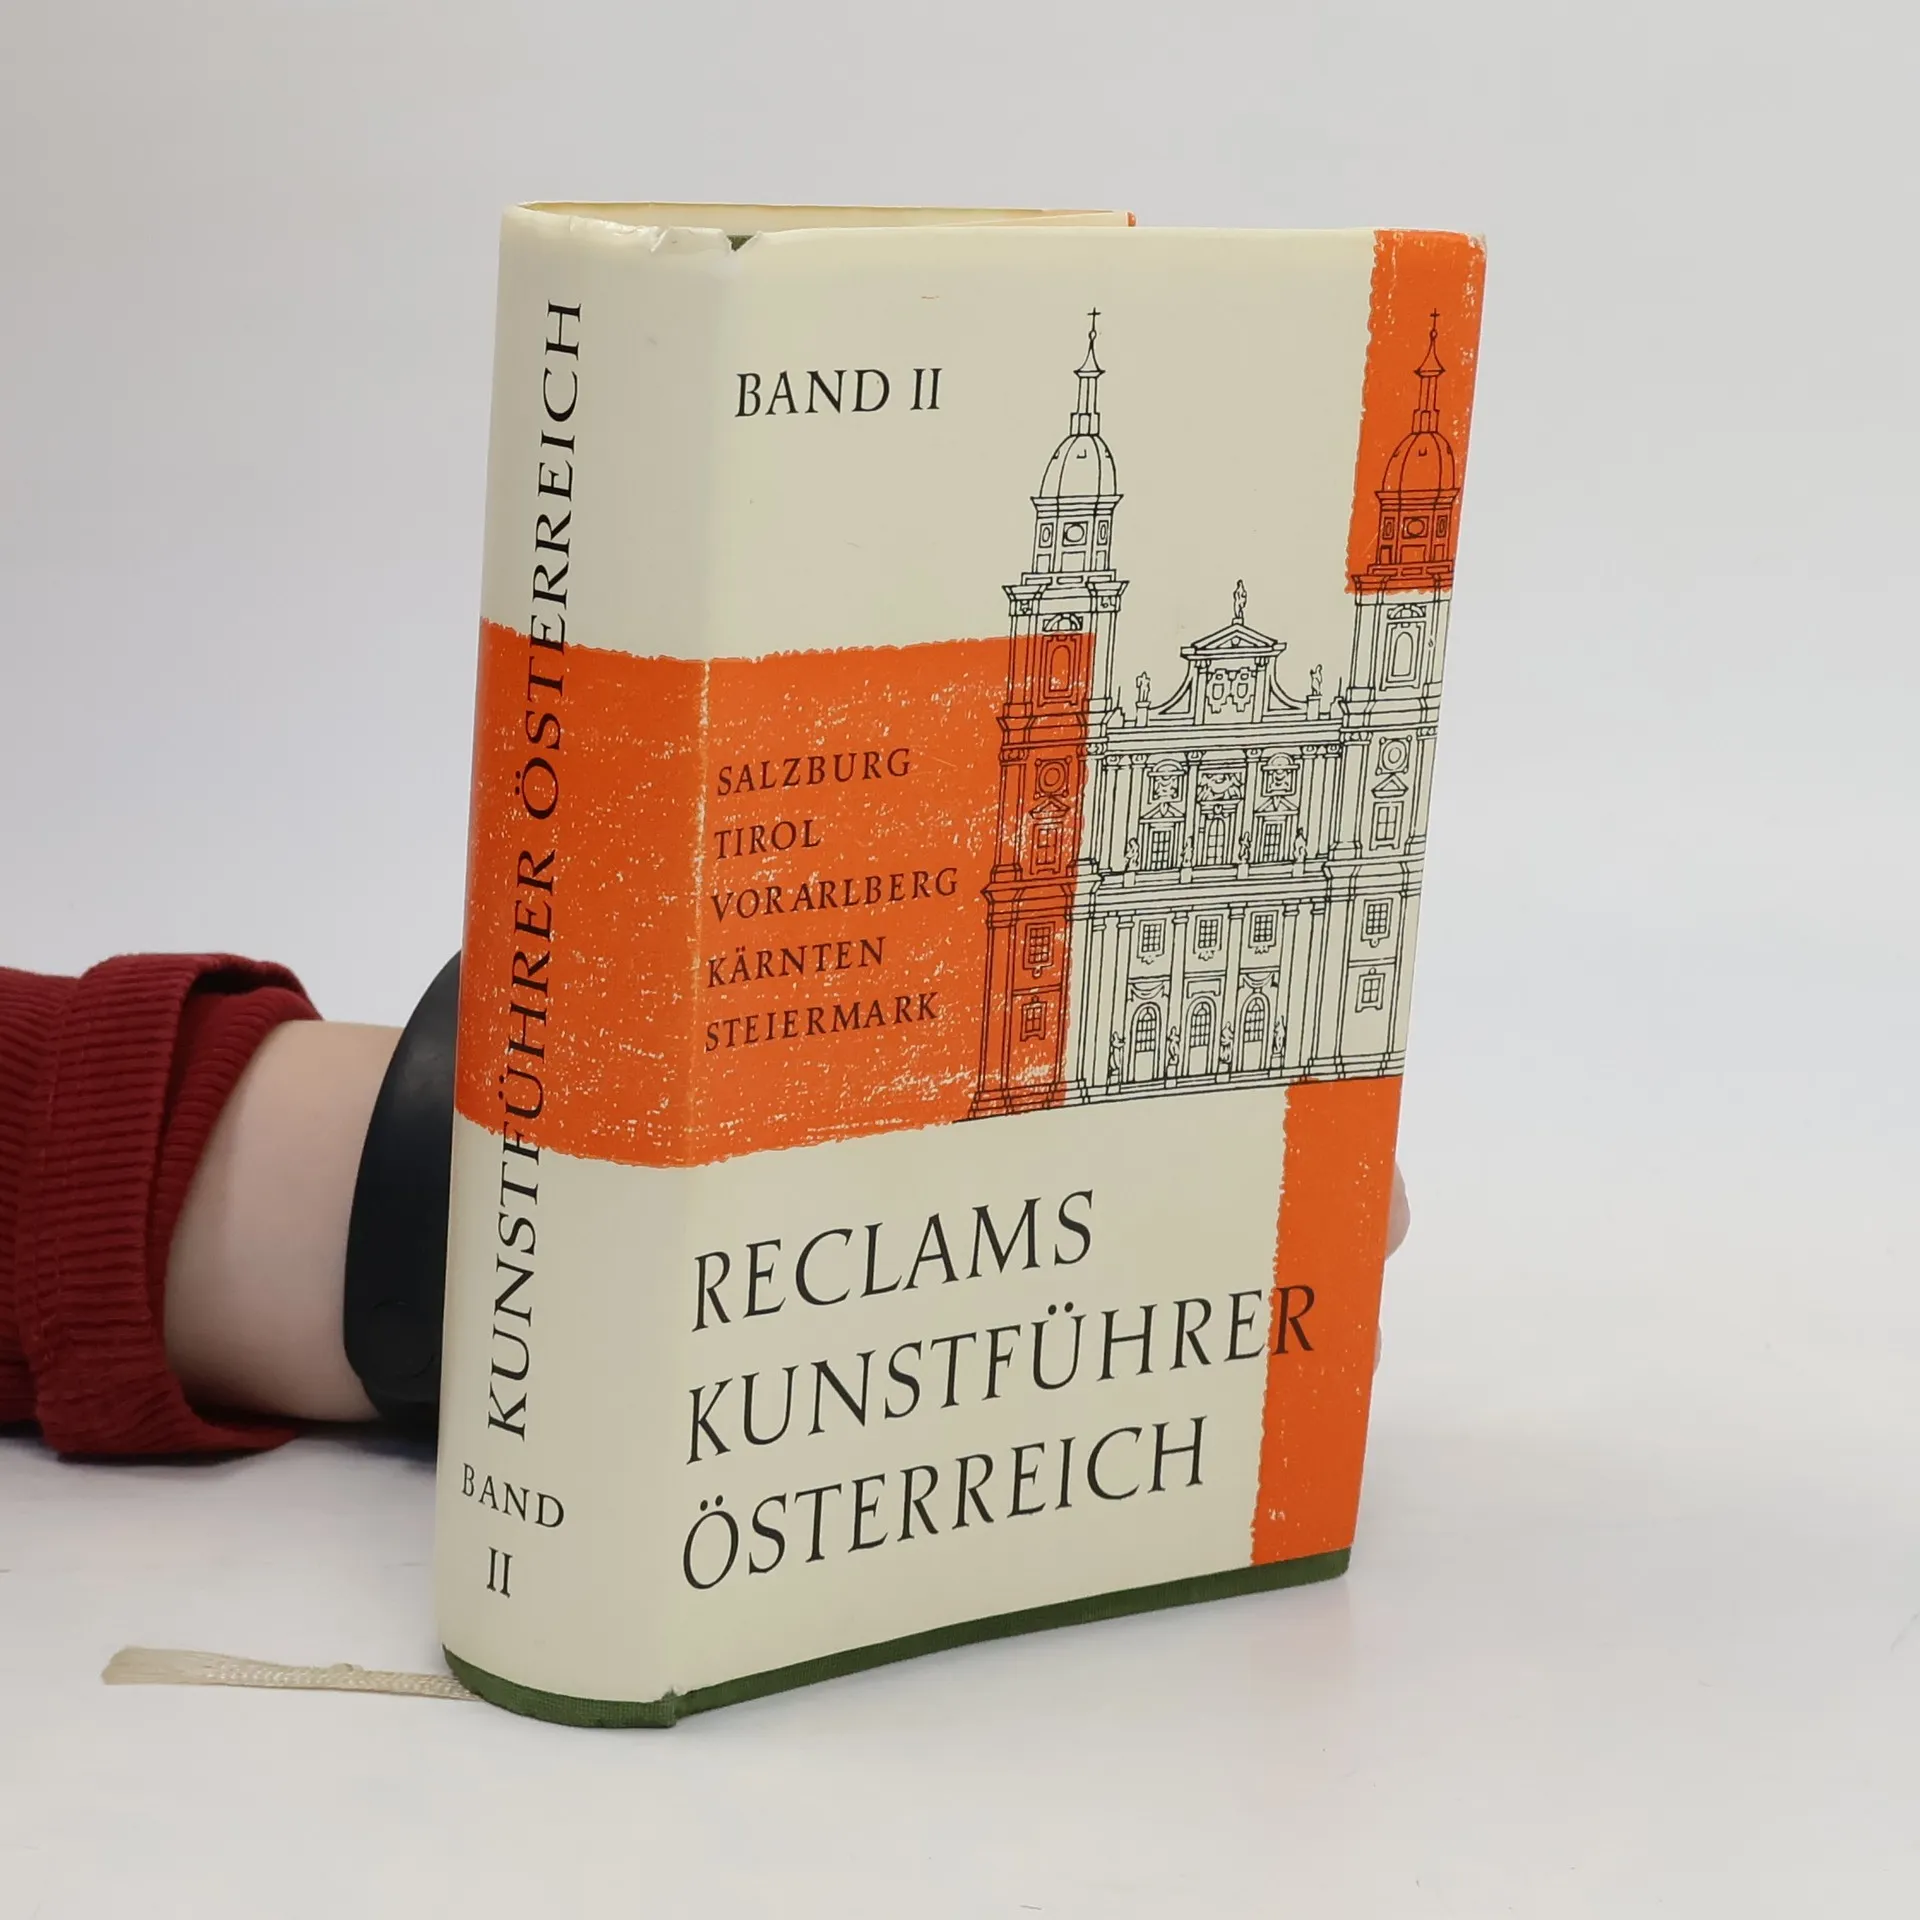 KUNSTFÜHRER ÖSTERREICH
BAND
II
BAND II
SALZBURG
TIROL
VORARLBERG
KÄRNTEN
STEIERMARK
RECLAMS
KUNSTFÜHRER
ÖSTERREICH